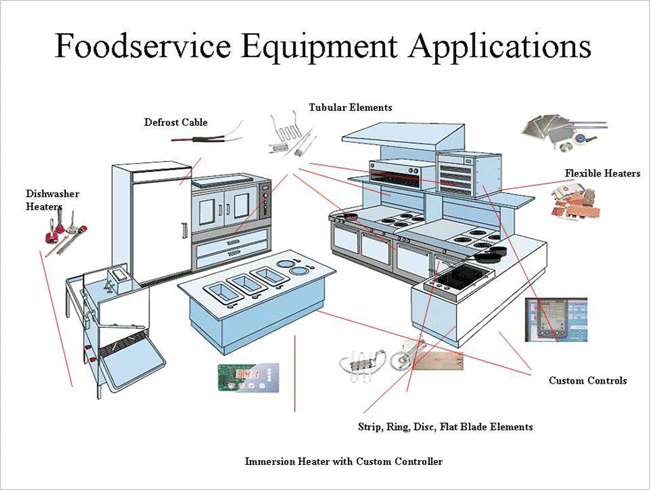 Foodservice Equipment Applications
Tubular Elements
Defrost Cable
Flexible Heaters
Dishwasher
Heaters
Custom Controls
Strip, Ring, Disc, Flat Blade Elements
Immersion Heater with Custom Controller